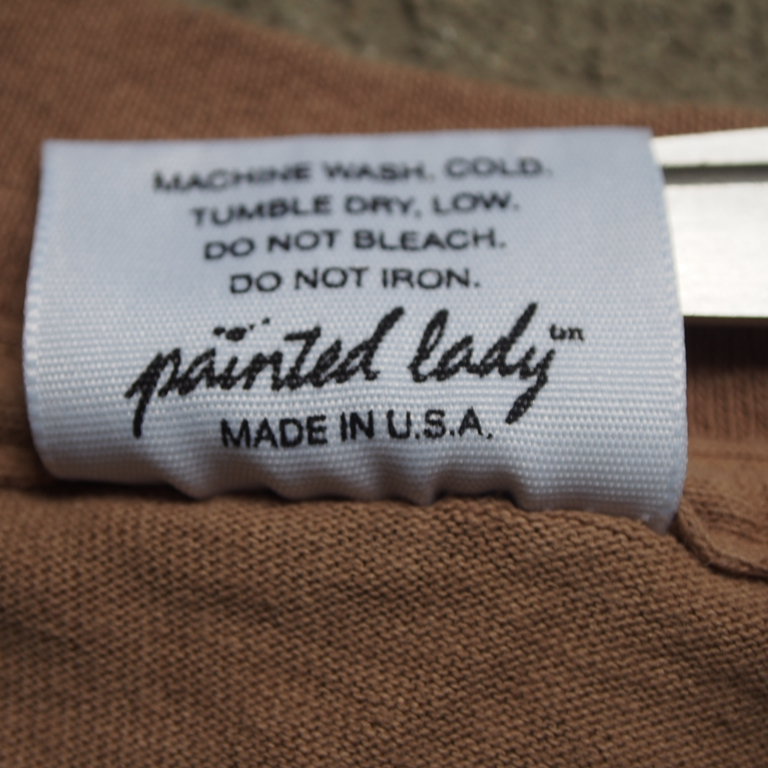 MACHINE WASH. COLD.
TUMBLE DRY, LOW.
DO NOT BLEACH.
DO NOT IRON.
painted lady tm
MADE IN U.S.A.